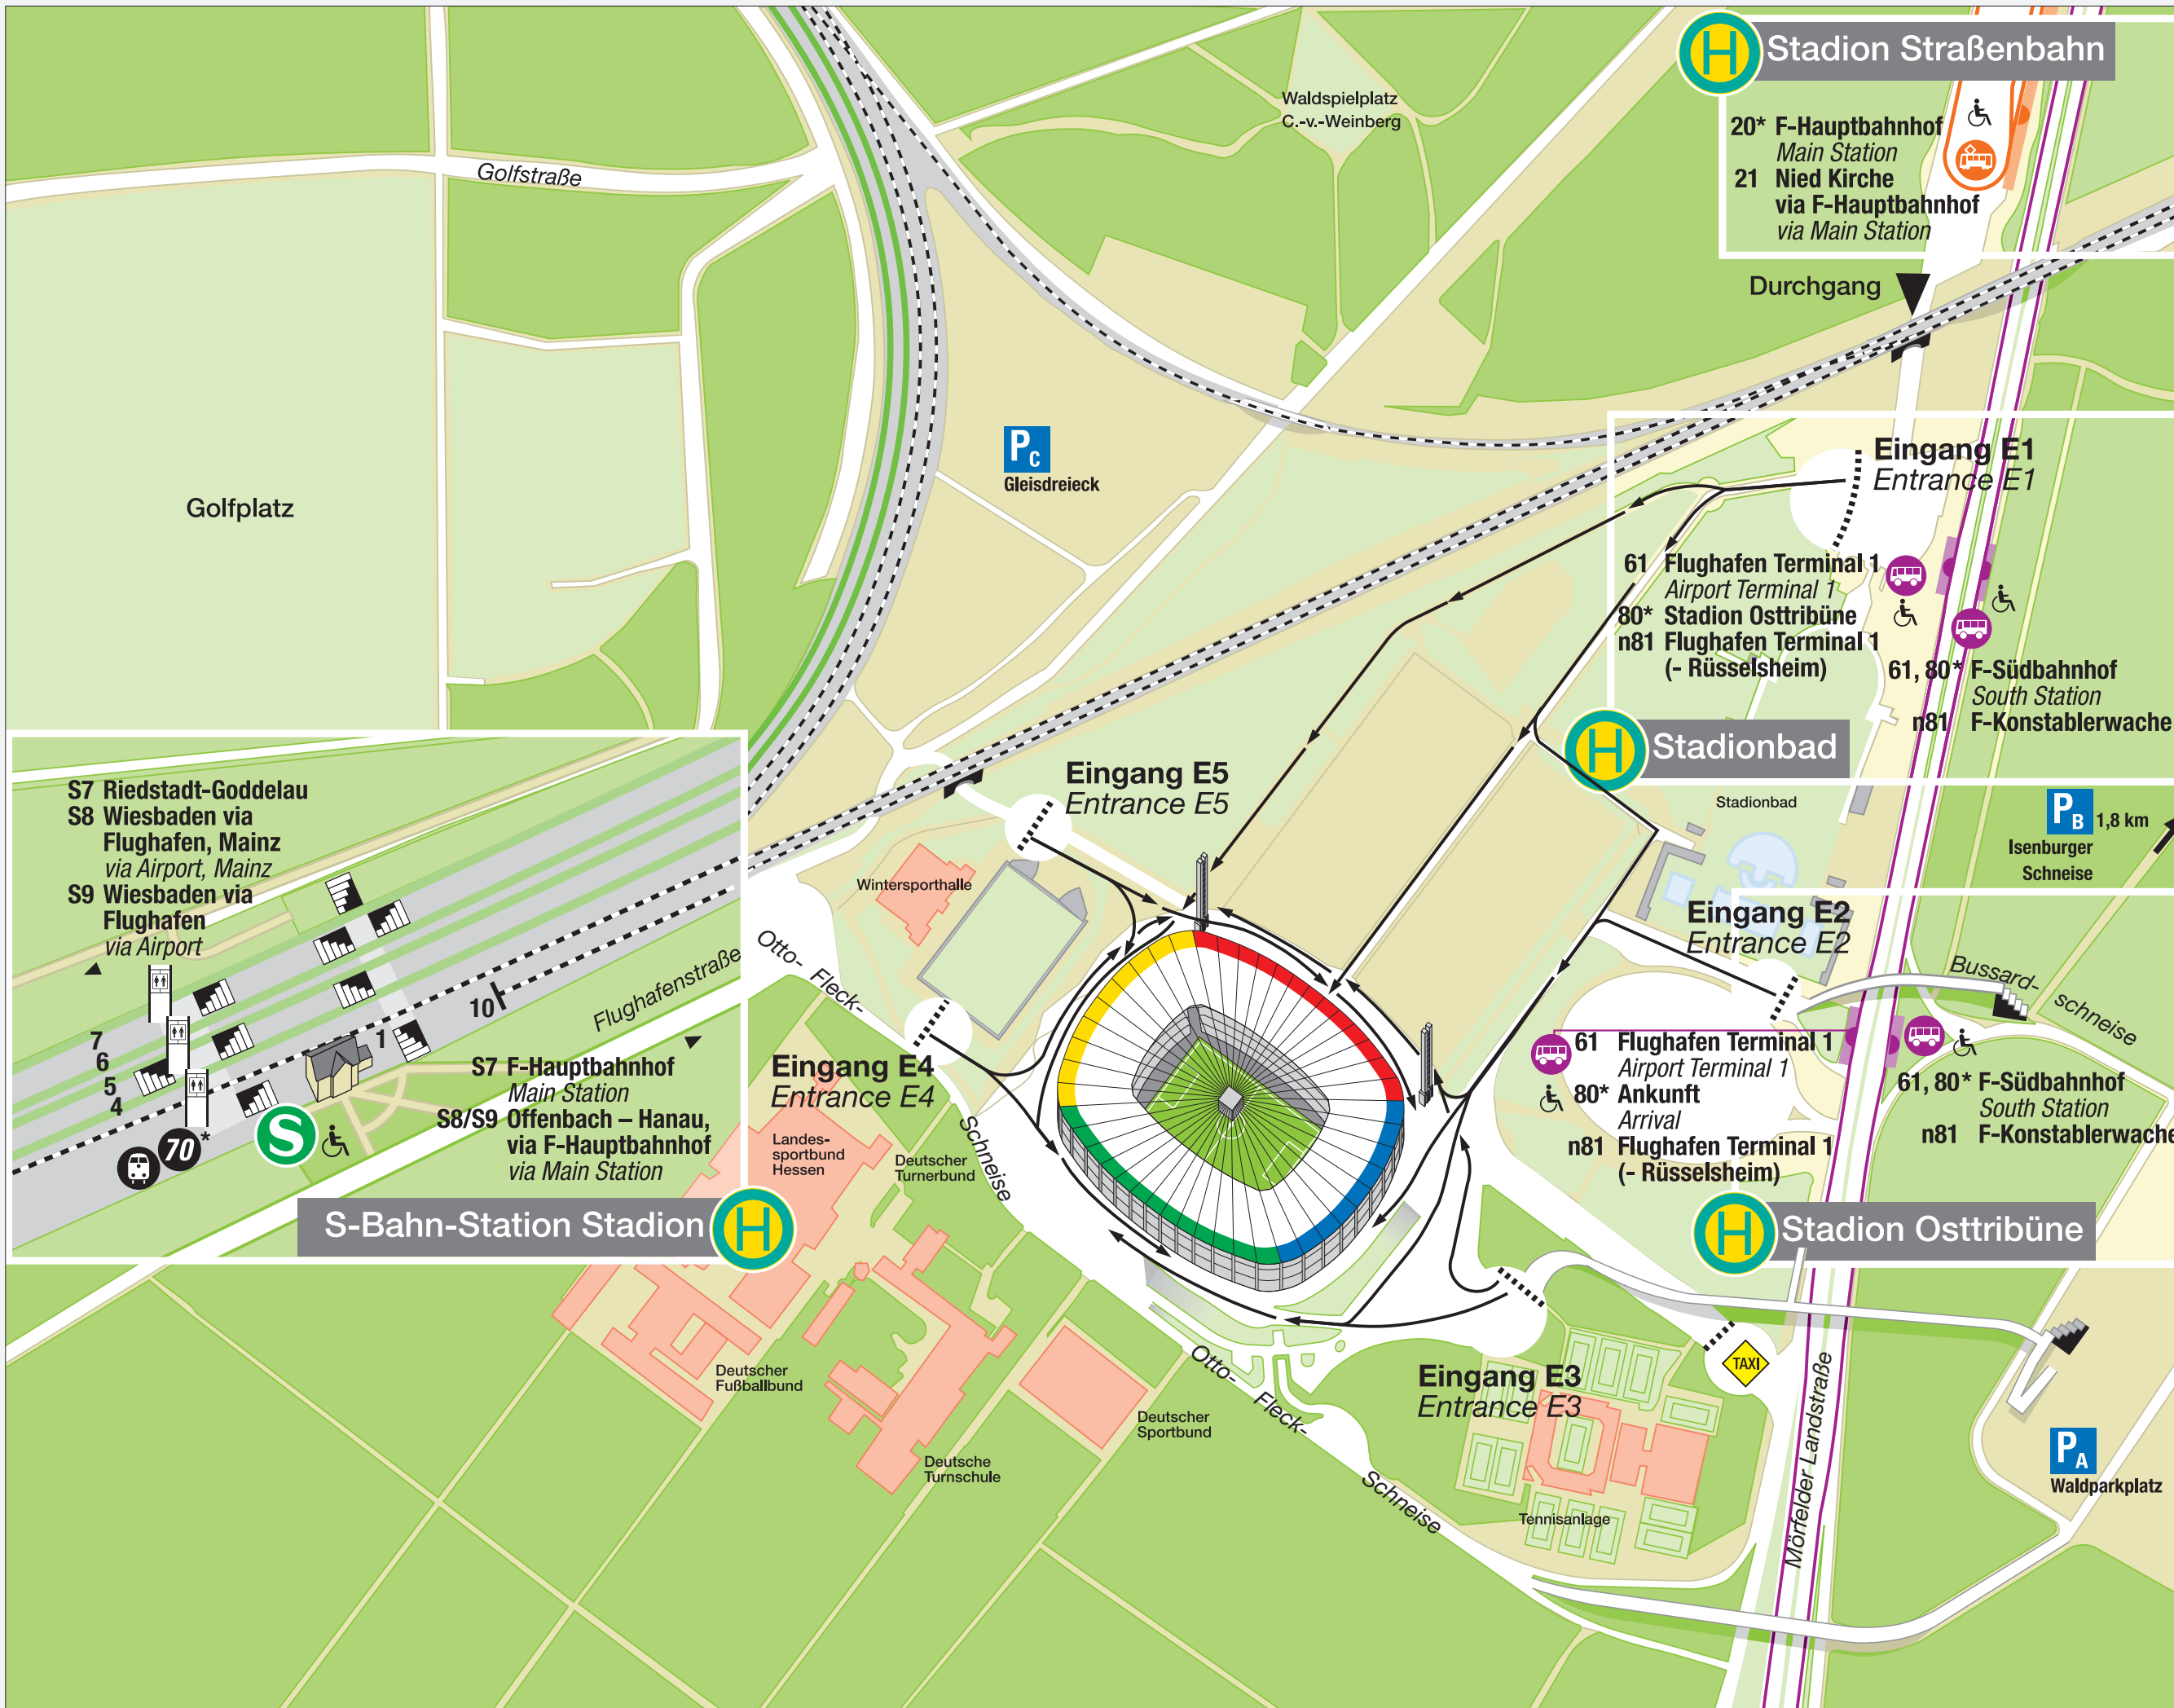 H Stadion Straßenbahn
20* F-Hauptbahnhof
Main Station
21 Nied Kirche
via F-Hauptbahnhof
via Main Station
Waldspielplatz
C.-v.-Weinberg
Golfstraße
Durchgang
PC
Gleisdreieck
Golfplatz
Eingang E1
Entrance E1
61 Flughafen Terminal 1
Airport Terminal 1
80* Stadion Osttribüne
n81 Flughafen Terminal 1
(- Rüsselsheim)
61, 80* F-Südbahnhof
South Station
n81 F-Konstablerwache
H Stadionbad
Stadionbad
PB 1,8 km
Isenburger
Schneise
Eingang E5
Entrance E5
Wintersporthalle
S7 Riedstadt-Goddelau
S8 Wiesbaden via
Flughafen, Mainz
via Airport, Mainz
S9 Wiesbaden via
Flughafen
via Airport
7
6
5
4
1
10
Flughafenstraße
S7 F-Hauptbahnhof
Main Station
S8/S9 Offenbach – Hanau,
via F-Hauptbahnhof
via Main Station
70*
S
S-Bahn-Station Stadion H
Otto- Fleck-
Schneise
Eingang E4
Entrance E4
Landes-
sportbund
Hessen
Deutscher
Turnerbund
Eingang E2
Entrance E2
Bussard-
schneise
61 Flughafen Terminal 1
Airport Terminal 1
80* Ankunft
Arrival
n81 Flughafen Terminal 1
(- Rüsselsheim)
61, 80* F-Südbahnhof
South Station
n81 F-Konstablerwache
H Stadion Osttribüne
Deutscher
Fußballbund
Deutsche
Turnschule
Deutscher
Sportbund
Otto- Fleck-
Schneise
Eingang E3
Entrance E3
TAXI
Tennisanlage
Mörfelder Landstraße
PA
Waldparkplatz